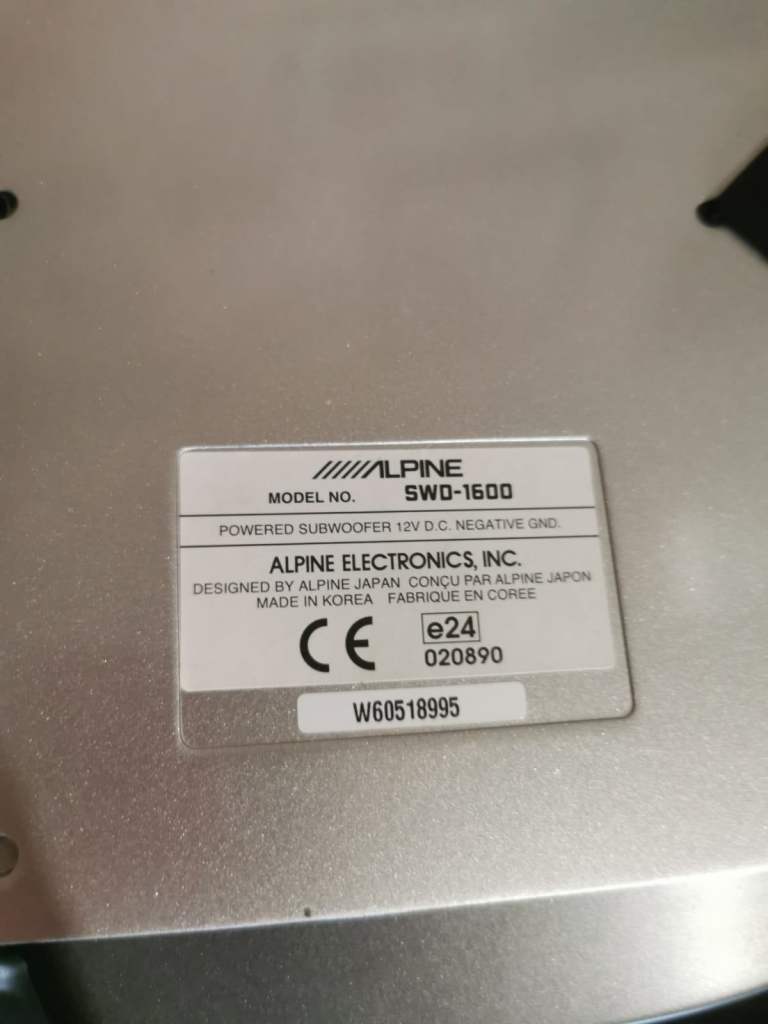 ALPINE
MODEL NO. SWD-1600
POWERED SUBWOOFER 12V D.C. NEGATIVE GND.
ALPINE ELECTRONICS, INC.
DESIGNED BY ALPINE JAPAN CONÇU PAR ALPINE JAPON
MADE IN KOREA FABRIQUE EN COREE
CE e24
020890
W60518995